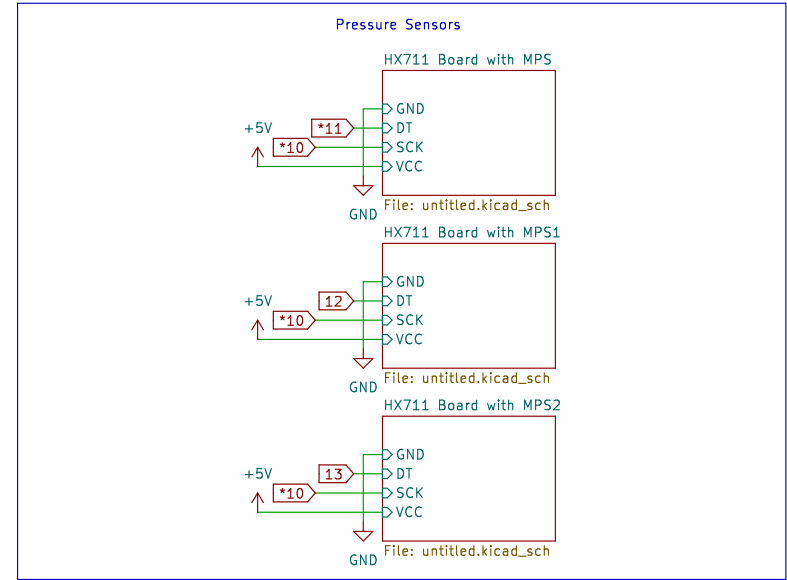 Pressure Sensors
HX711 Board with MPS
GND
+5V
*11
DT
*10
SCK
VCC
GND
File: untitled.kicad_sch
HX711 Board with MPS1
GND
+5V
12
DT
*10
SCK
VCC
GND
File: untitled.kicad_sch
HX711 Board with MPS2
GND
+5V
13
DT
*10
SCK
VCC
GND
File: untitled.kicad_sch